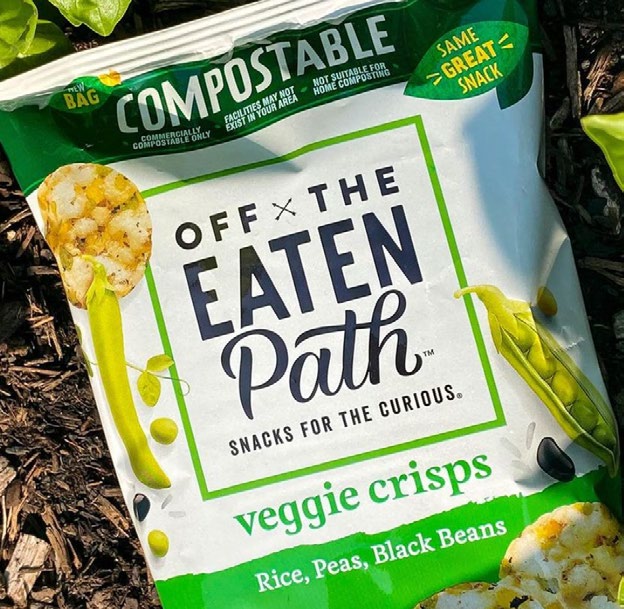 NEW
BAG
COMPOSTABLE
COMMERCIALLY
COMPOSTABLE ONLY
FACILITIES MAY NOT
EXIST IN YOUR AREA
NOT SUITABLE FOR
HOME COMPOSTING
SAME
GREAT
SNACK
OFF THE
EATEN
Path™
SNACKS FOR THE CURIOUS®
veggie crisps
Rice, Peas, Black Beans